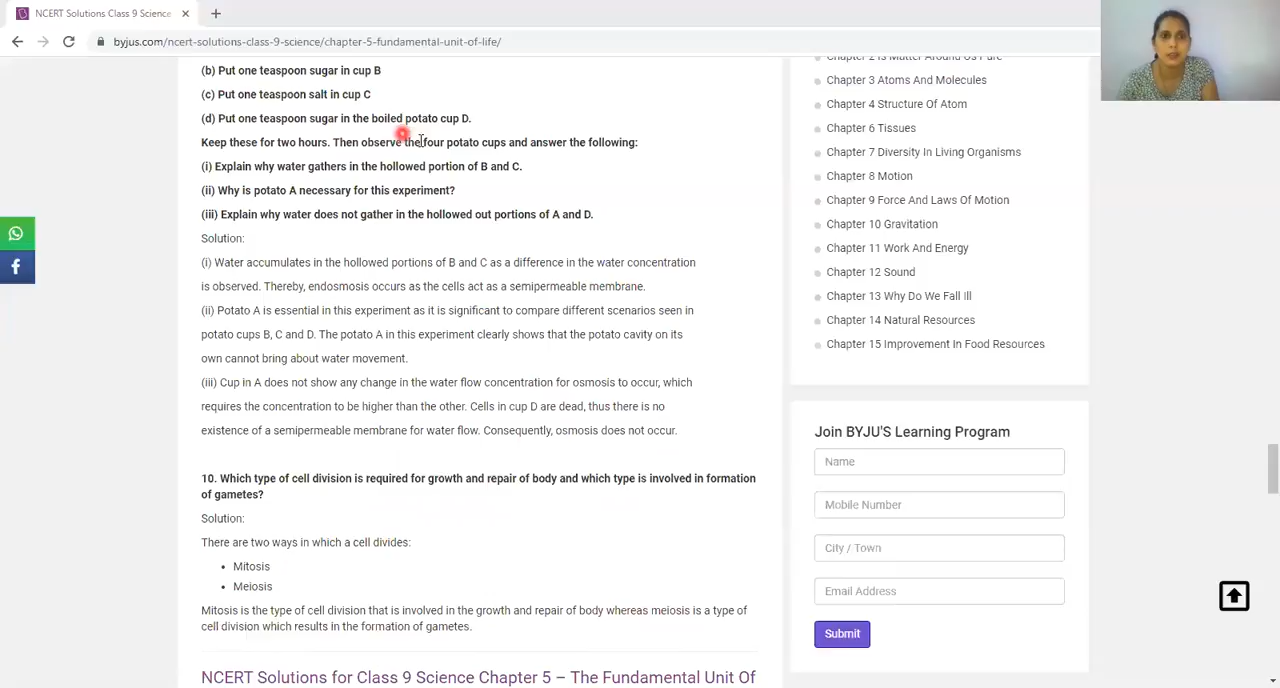 NCERT Solutions Class 9 Science
byjus.com/ncert-solutions-class-9-science/chapter-5-fundamental-unit-of-life/
(b) Put one teaspoon sugar in cup B
(c) Put one teaspoon salt in cup C
(d) Put one teaspoon sugar in the boiled potato cup D.
Keep these for two hours. Then observe the four potato cups and answer the following:
(i) Explain why water gathers in the hollowed portion of B and C.
(ii) Why is potato A necessary for this experiment?
(iii) Explain why water does not gather in the hollowed out portions of A and D.
Solution:
(i) Water accumulates in the hollowed portions of B and C as a difference in the water concentration
is observed. Thereby, endosmosis occurs as the cells act as a semipermeable membrane.
(ii) Potato A is essential in this experiment as it is significant to compare different scenarios seen in
potato cups B, C and D. The potato A in this experiment clearly shows that the potato cavity on its
own cannot bring about water movement.
(iii) Cup in A does not show any change in the water flow concentration for osmosis to occur, which
requires the concentration to be higher than the other. Cells in cup D are dead, thus there is no
existence of a semipermeable membrane for water flow. Consequently, osmosis does not occur.
10. Which type of cell division is required for growth and repair of body and which type is involved in formation
of gametes?
Solution:
There are two ways in which a cell divides:
• Mitosis
• Meiosis
Mitosis is the type of cell division that is involved in the growth and repair of body whereas meiosis is a type of
cell division which results in the formation of gametes.
NCERT Solutions for Class 9 Science Chapter 5 – The Fundamental Unit Of
Chapter 2 Is Matter Around Us Pure
Chapter 3 Atoms And Molecules
Chapter 4 Structure Of Atom
Chapter 6 Tissues
Chapter 7 Diversity In Living Organisms
Chapter 8 Motion
Chapter 9 Force And Laws Of Motion
Chapter 10 Gravitation
Chapter 11 Work And Energy
Chapter 12 Sound
Chapter 13 Why Do We Fall Ill
Chapter 14 Natural Resources
Chapter 15 Improvement In Food Resources
Join BYJU'S Learning Program
Name
Mobile Number
City / Town
Email Address
Submit